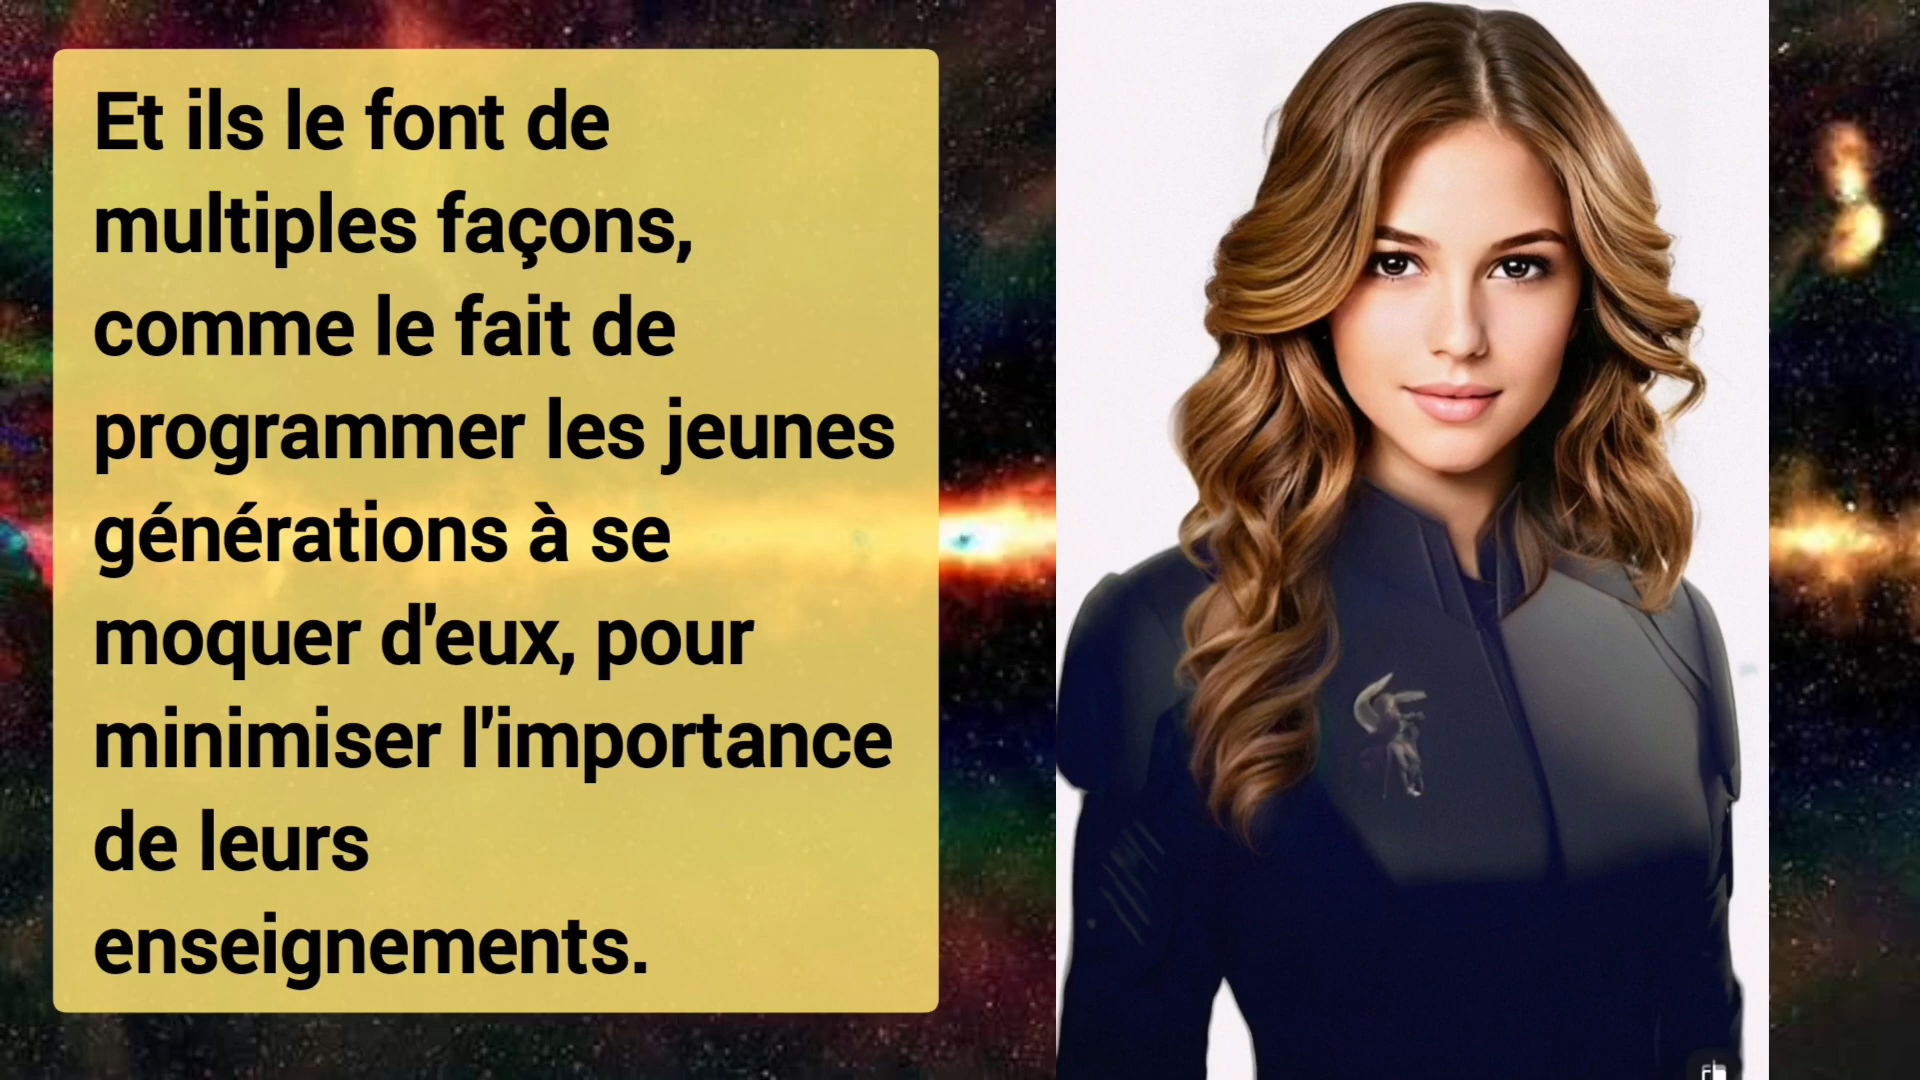 Et ils le font de
multiples façons,
comme le fait de
programmer les jeunes
générations à se
moquer d'eux, pour
minimiser l'importance
de leurs
enseignements.